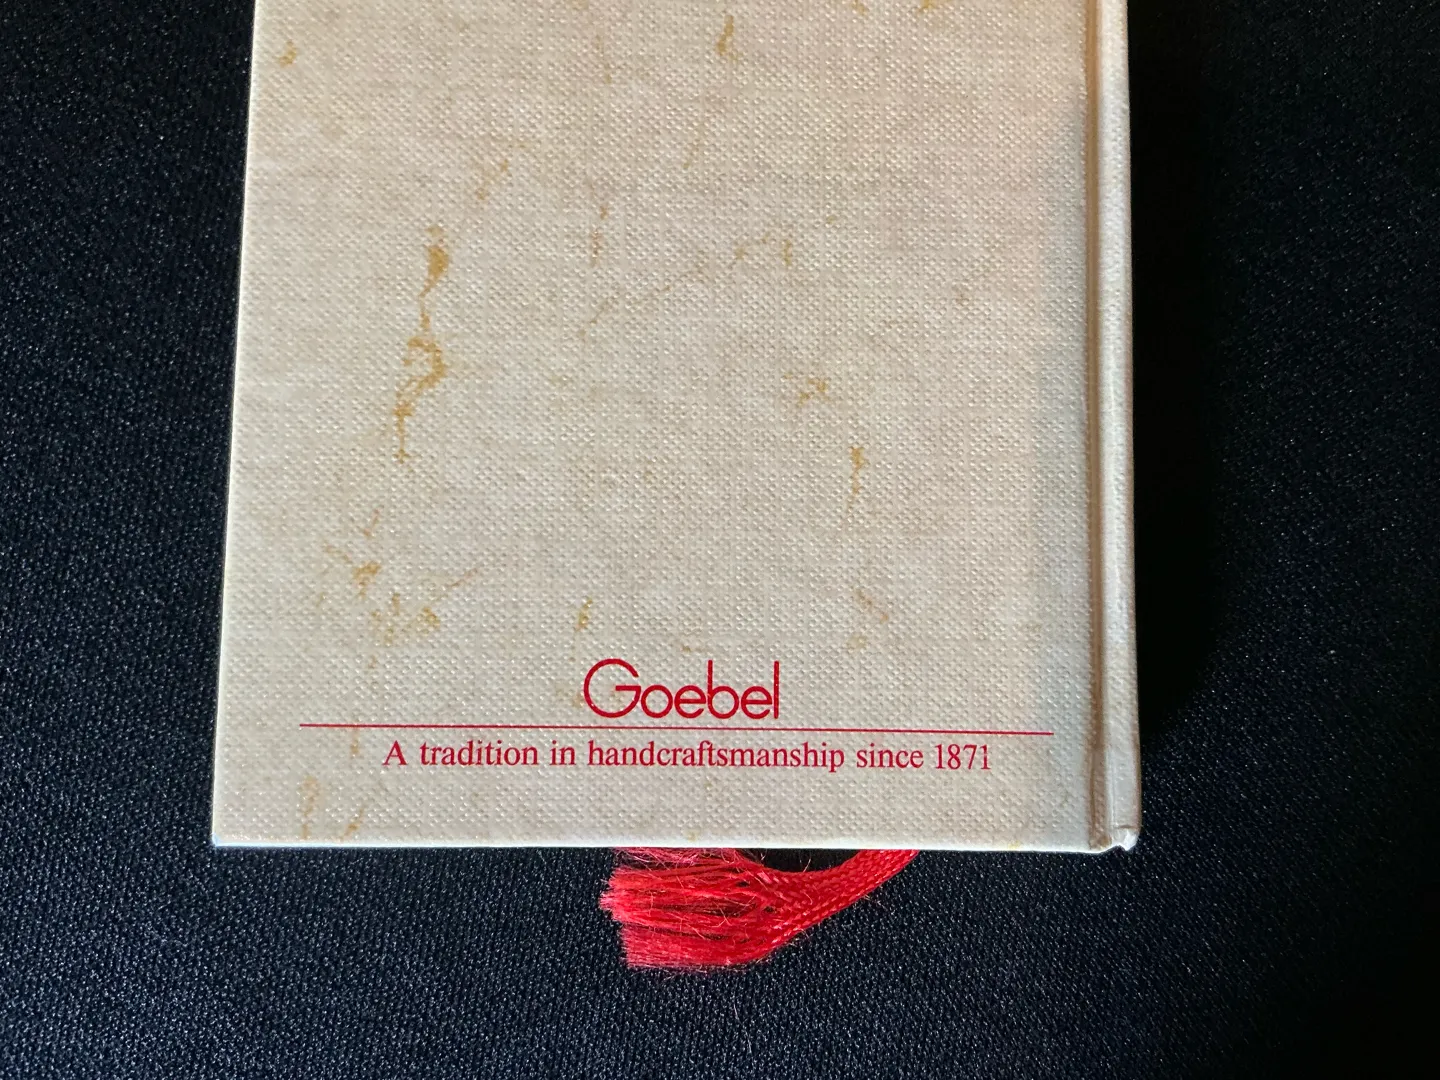 Goebel
A tradition in handcraftsmanship since 1871